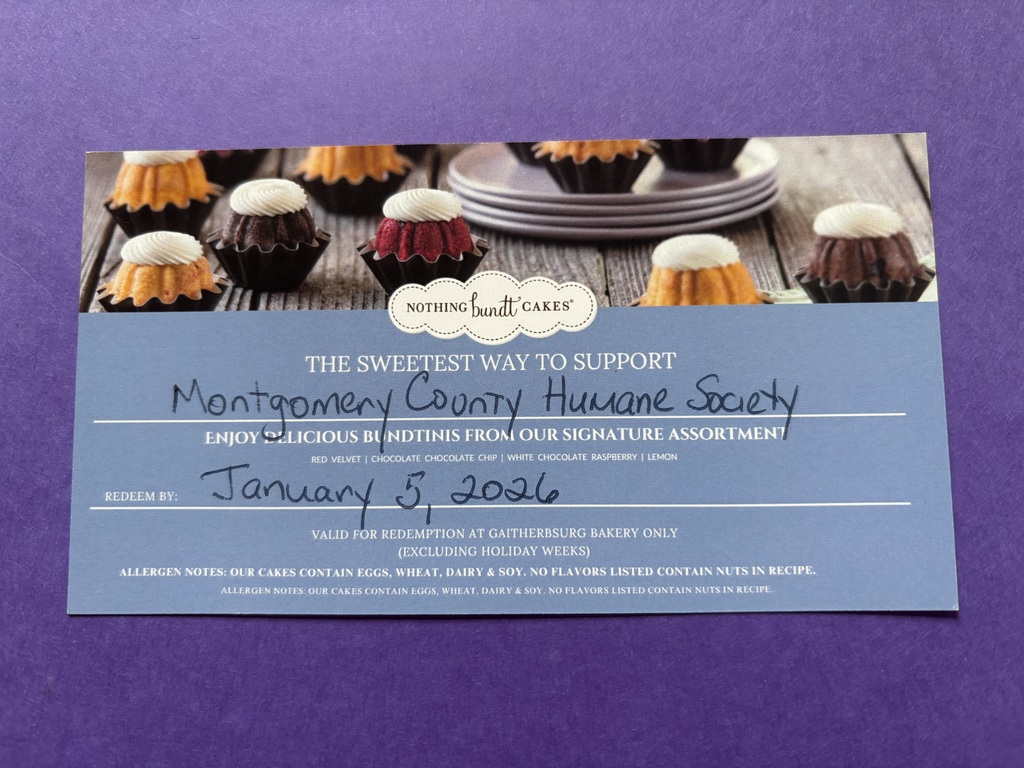 NOTHING bundt CAKES®
THE SWEETEST WAY TO SUPPORT
Montgomery County Humane Society
ENJOY DELICIOUS BUNDTINIS FROM OUR SIGNATURE ASSORTMENT
RED VELVET | CHOCOLATE CHOCOLATE CHIP | WHITE CHOCOLATE RASPBERRY | LEMON
REDEEM BY: January 5, 2026
VALID FOR REDEMPTION AT GAITHERBSURG BAKERY ONLY
(EXCLUDING HOLIDAY WEEKS)
ALLERGEN NOTES: OUR CAKES CONTAIN EGGS, WHEAT, DAIRY & SOY. NO FLAVORS LISTED CONTAIN NUTS IN RECIPE.
ALLERGEN NOTES: OUR CAKES CONTAIN EGGS, WHEAT, DAIRY & SOY. NO FLAVORS LISTED CONTAIN NUTS IN RECIPE.